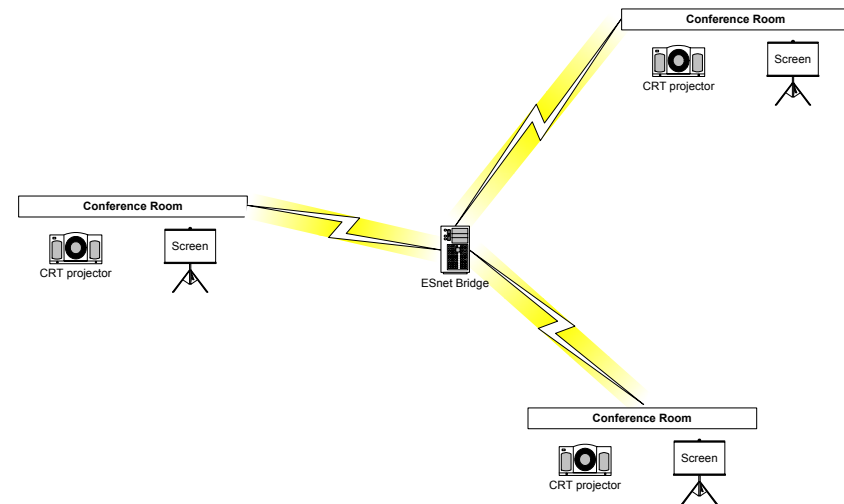 Conference Room
Screen
CRT projector
Conference Room
Screen
CRT projector
ESnet Bridge
Conference Room
Screen
CRT projector